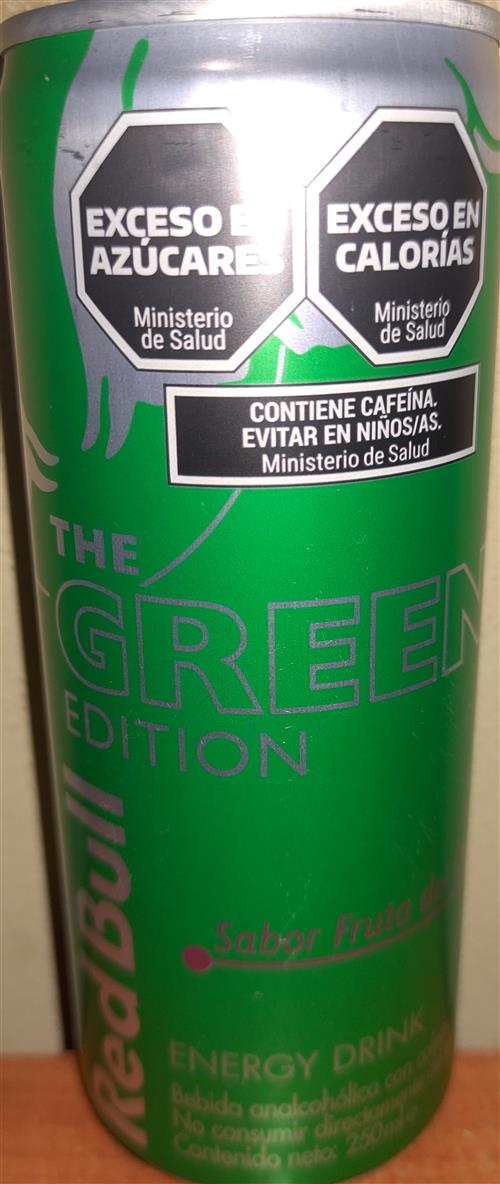 EXCESO E
AZÚCARES
Ministerio
de Salud
EXCESO EN
CALORÍAS
Ministerio
de Salud
CONTIENE CAFEÍNA.
EVITAR EN NIÑOS/AS.
Ministerio de Salud
THE
GREEN
EDITION
Red Bull
Sabor Fruta de
ENERGY DRINK
Bebida analcohólica con
No consumir directamente
Contenido neto: 250